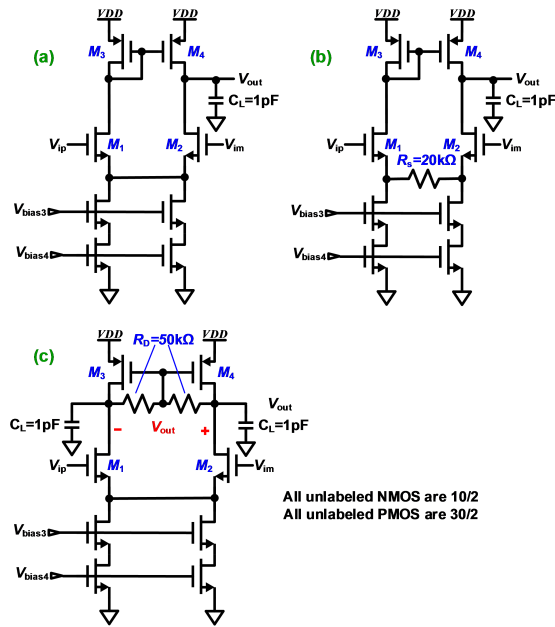 VDD VDD VDD VDD
(a) M3 M4 (b) M3 M4
Vout Vout
CL=1pF CL=1pF
Vip M1 M2 Vim Vip M1 M2 Vim
Rs=20kΩ
Vbias3 Vbias3
Vbias4 Vbias4
VDD VDD
(c) RD=50kΩ
M3 M4
CL=1pF Vout
− Vout + CL=1pF
Vip M1 M2 Vim
All unlabeled NMOS are 10/2
All unlabeled PMOS are 30/2
Vbias3
Vbias4